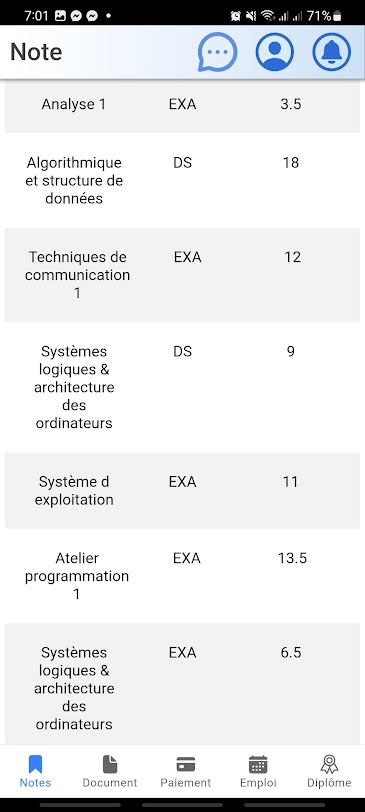 7:01
71%
Note
Analyse 1 EXA 3.5
Algorithmique DS 18
et structure de
données
Techniques de EXA 12
communication
1
Systèmes DS 9
logiques &
architecture
des
ordinateurs
Système d EXA 11
exploitation
Atelier EXA 13.5
programmation
1
Systèmes EXA 6.5
logiques &
architecture
des
ordinateurs
Notes Document Paiement Emploi Diplôme